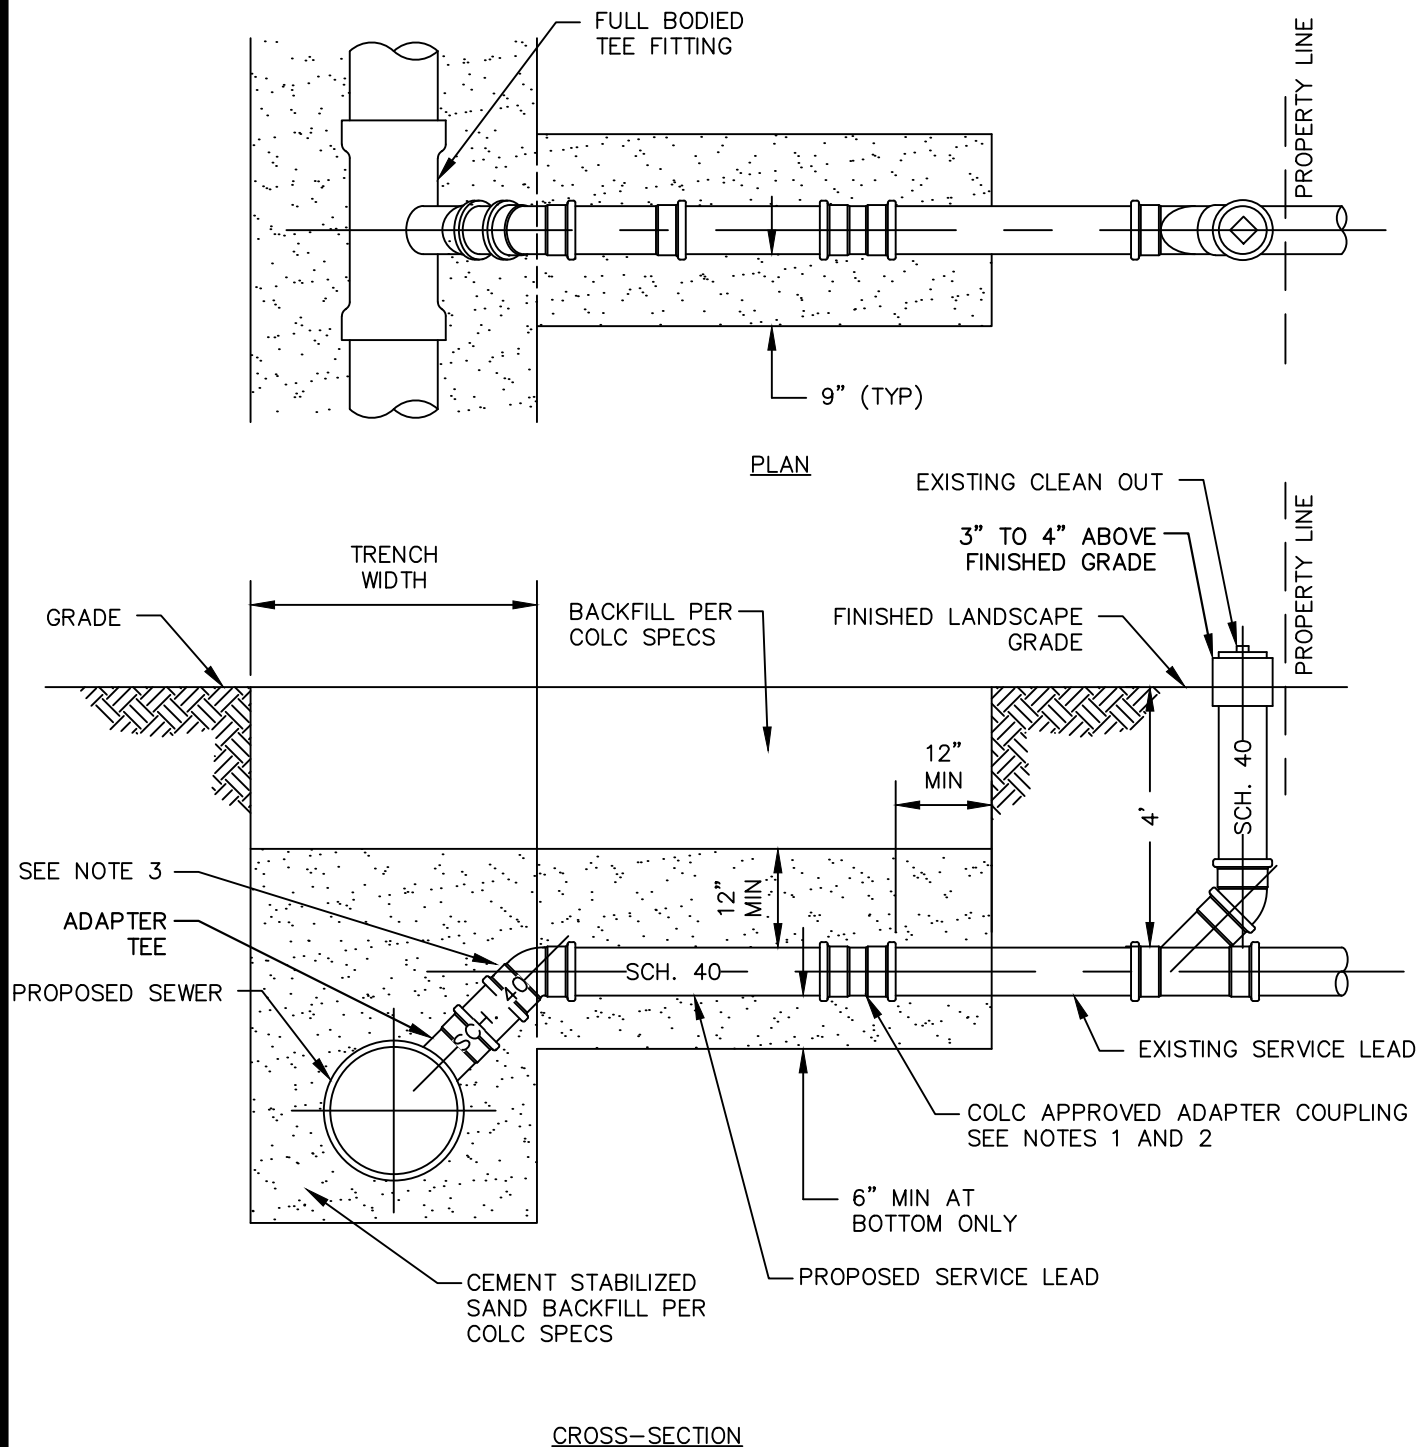 FULL BODIED
TEE FITTING
PROPERTY LINE
9" (TYP)
PLAN
EXISTING CLEAN OUT
3" TO 4" ABOVE
FINISHED GRADE
PROPERTY LINE
TRENCH
WIDTH
GRADE
BACKFILL PER
COLC SPECS
FINISHED LANDSCAPE
GRADE
12"
MIN
4'
SCH. 40
SEE NOTE 3
12"
MIN
ADAPTER
TEE
SCH. 40
SCH. 40
PROPOSED SEWER
EXISTING SERVICE LEAD
COLC APPROVED ADAPTER COUPLING
SEE NOTES 1 AND 2
6" MIN AT
BOTTOM ONLY
PROPOSED SERVICE LEAD
CEMENT STABILIZED
SAND BACKFILL PER
COLC SPECS
CROSS-SECTION